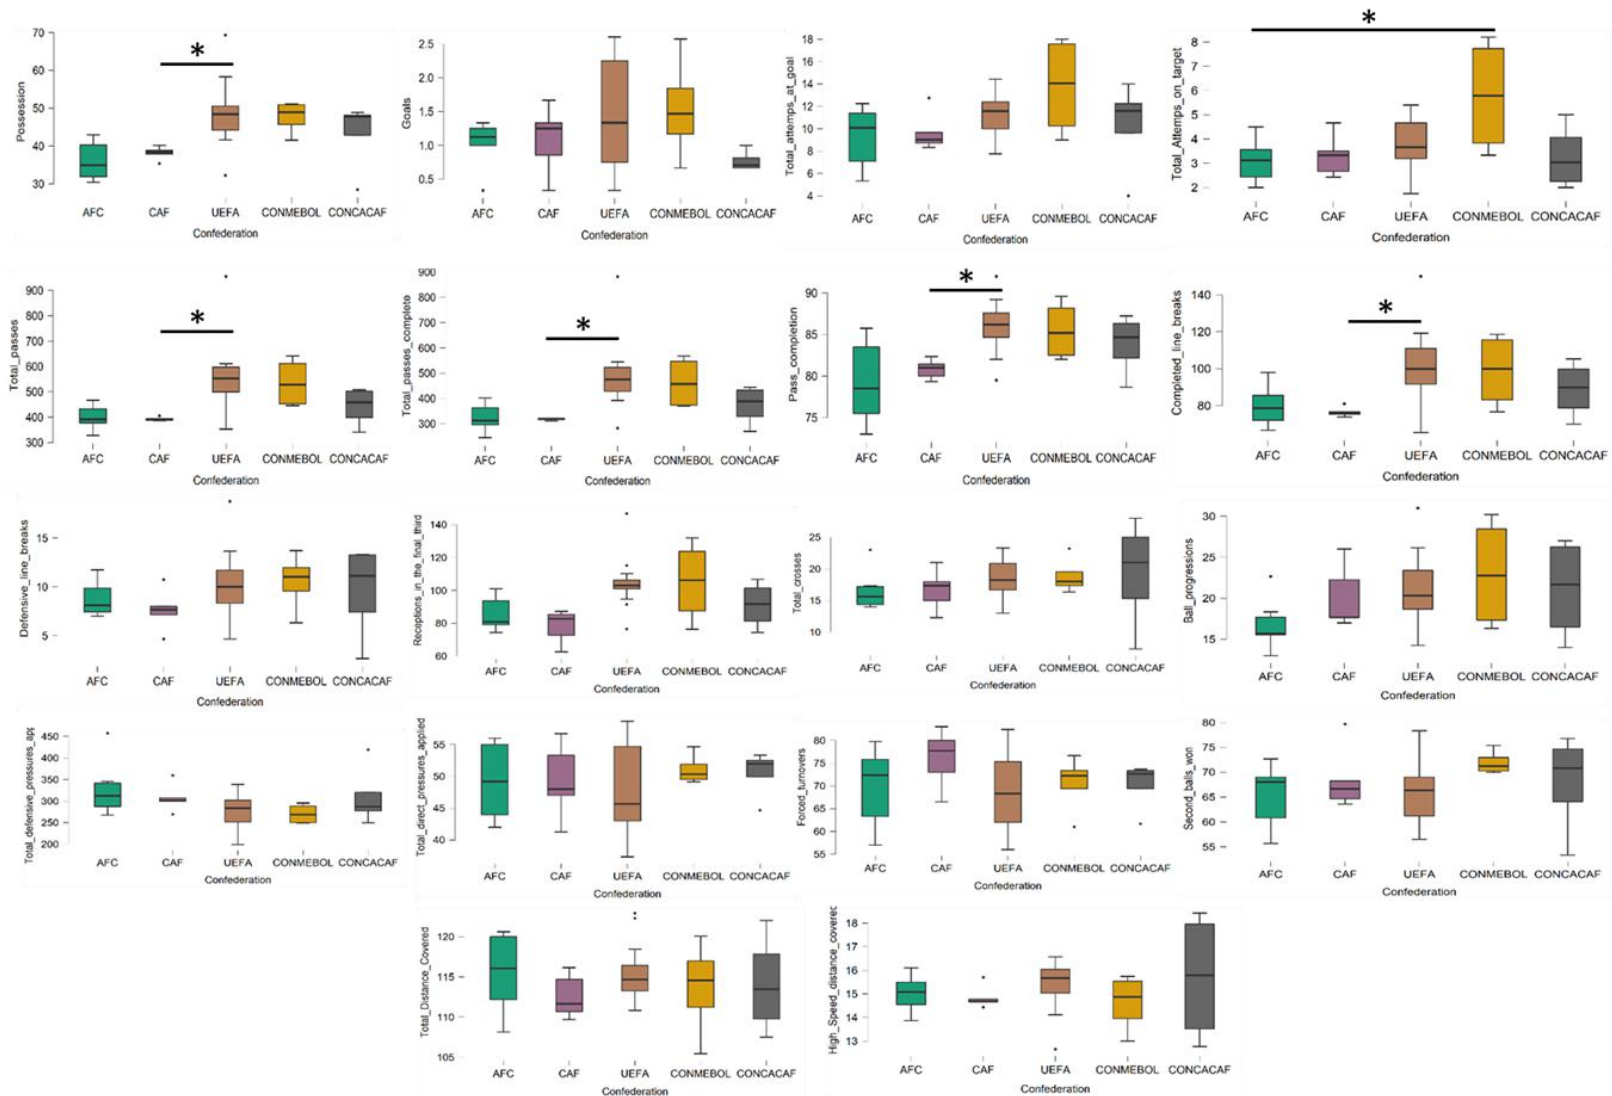 *
70
60
50
40
30
Possession
AFC CAF UEFA CONMEBOL CONCACAF
Confederation
2.5
2.0
1.5
1.0
0.5
Goals
AFC CAF UEFA CONMEBOL CONCACAF
Confederation
18
16
14
12
10
8
6
4
Total_attemps_at_goal
AFC CAF UEFA CONMEBOL CONCACAF
Confederation
*
8
7
6
5
4
3
2
Total_Attemps_on_target
AFC CAF UEFA CONMEBOL CONCACAF
Confederation
*
900
800
700
600
500
400
300
Total_passes
AFC CAF UEFA CONMEBOL CONCACAF
Confederation
*
900
800
700
600
500
400
300
Total_passes_complete
AFC CAF UEFA CONMEBOL CONCACAF
Confederation
*
90
85
80
75
Pass_completion
AFC CAF UEFA CONMEBOL CONCACAF
Confederation
*
140
120
100
80
Completed_line_breaks
AFC CAF UEFA CONMEBOL CONCACAF
Confederation
15
10
5
Defensive_line_breaks
AFC CAF UEFA CONMEBOL CONCACAF
Confederation
140
120
100
80
60
Receptions_in_the_final_third
AFC CAF UEFA CONMEBOL CONCACAF
Confederation
25
20
15
10
Total_crosses
AFC CAF UEFA CONMEBOL CONCACAF
Confederation
30
25
20
15
Ball_progressions
AFC CAF UEFA CONMEBOL CONCACAF
Confederation
450
400
350
300
250
200
Total_defensive_pressures_app
AFC CAF UEFA CONMEBOL CONCACAF
Confederation
55
50
45
40
Total_direct_pressures_applied
AFC CAF UEFA CONMEBOL CONCACAF
Confederation
80
75
70
65
60
55
Forced_turnovers
AFC CAF UEFA CONMEBOL CONCACAF
Confederation
80
75
70
65
60
55
Second_balls_won
AFC CAF UEFA CONMEBOL CONCACAF
Confederation
120
115
110
105
Total_Distance_Covered
AFC CAF UEFA CONMEBOL CONCACAF
Confederation
18
17
16
15
14
13
High_Speed_distance_covered
AFC CAF UEFA CONMEBOL CONCACAF
Confederation